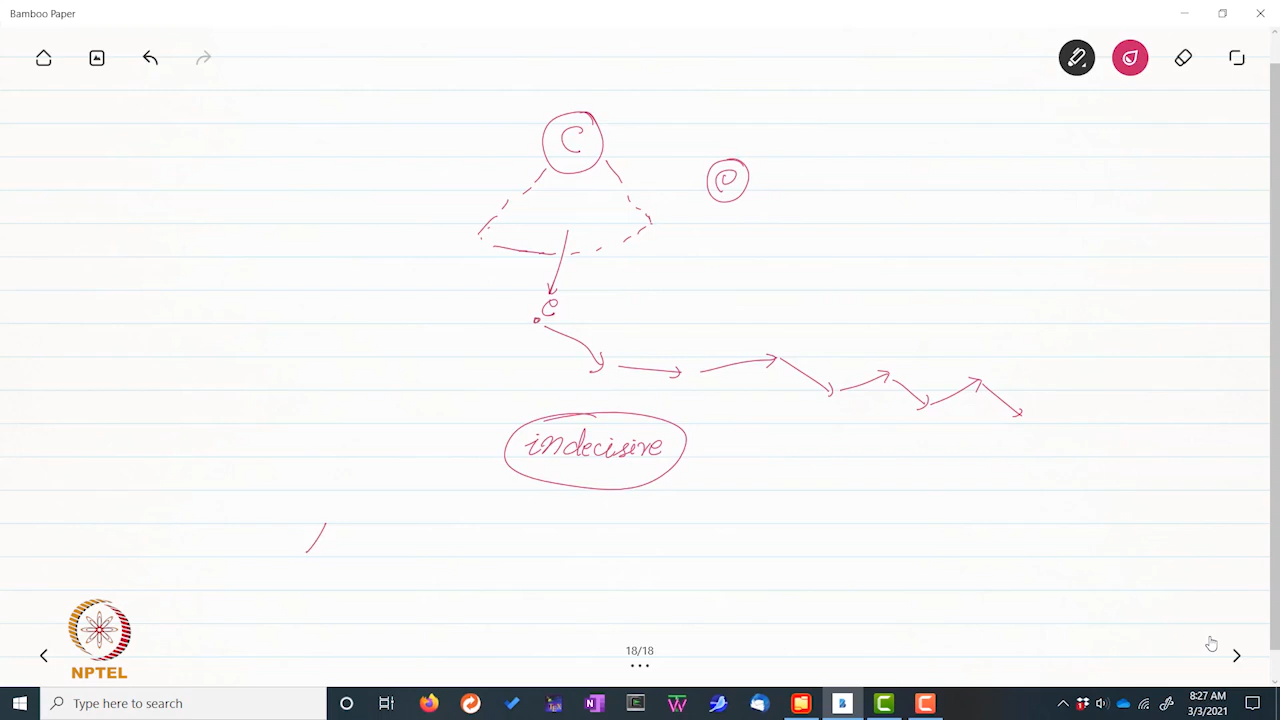 Bamboo Paper
C
P
e
indecisive
NPTEL
18/18
Type here to search
8:27 AM
3/3/2021